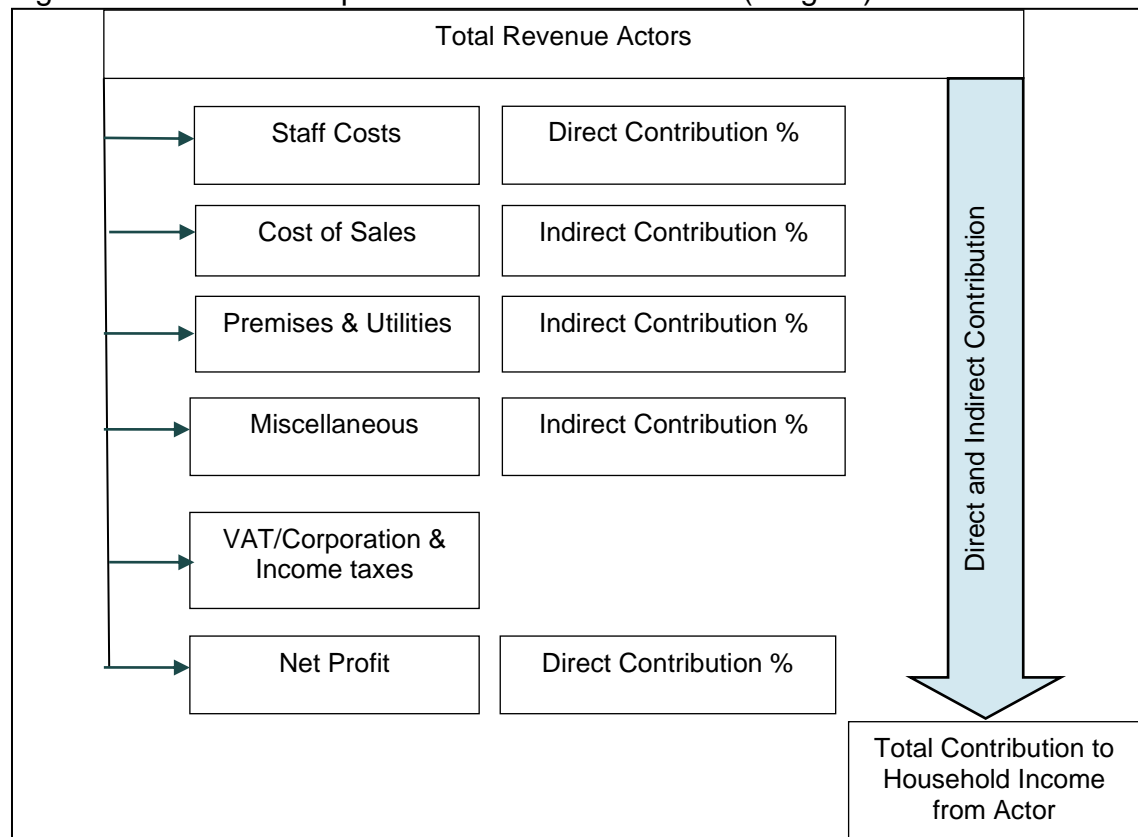 Total Revenue Actors
Staff Costs
Direct Contribution %
Cost of Sales
Indirect Contribution %
Premises & Utilities
Indirect Contribution %
Miscellaneous
Indirect Contribution %
VAT/Corporation &
Income taxes
Net Profit
Direct Contribution %
Direct and Indirect Contribution
Total Contribution to
Household Income
from Actor